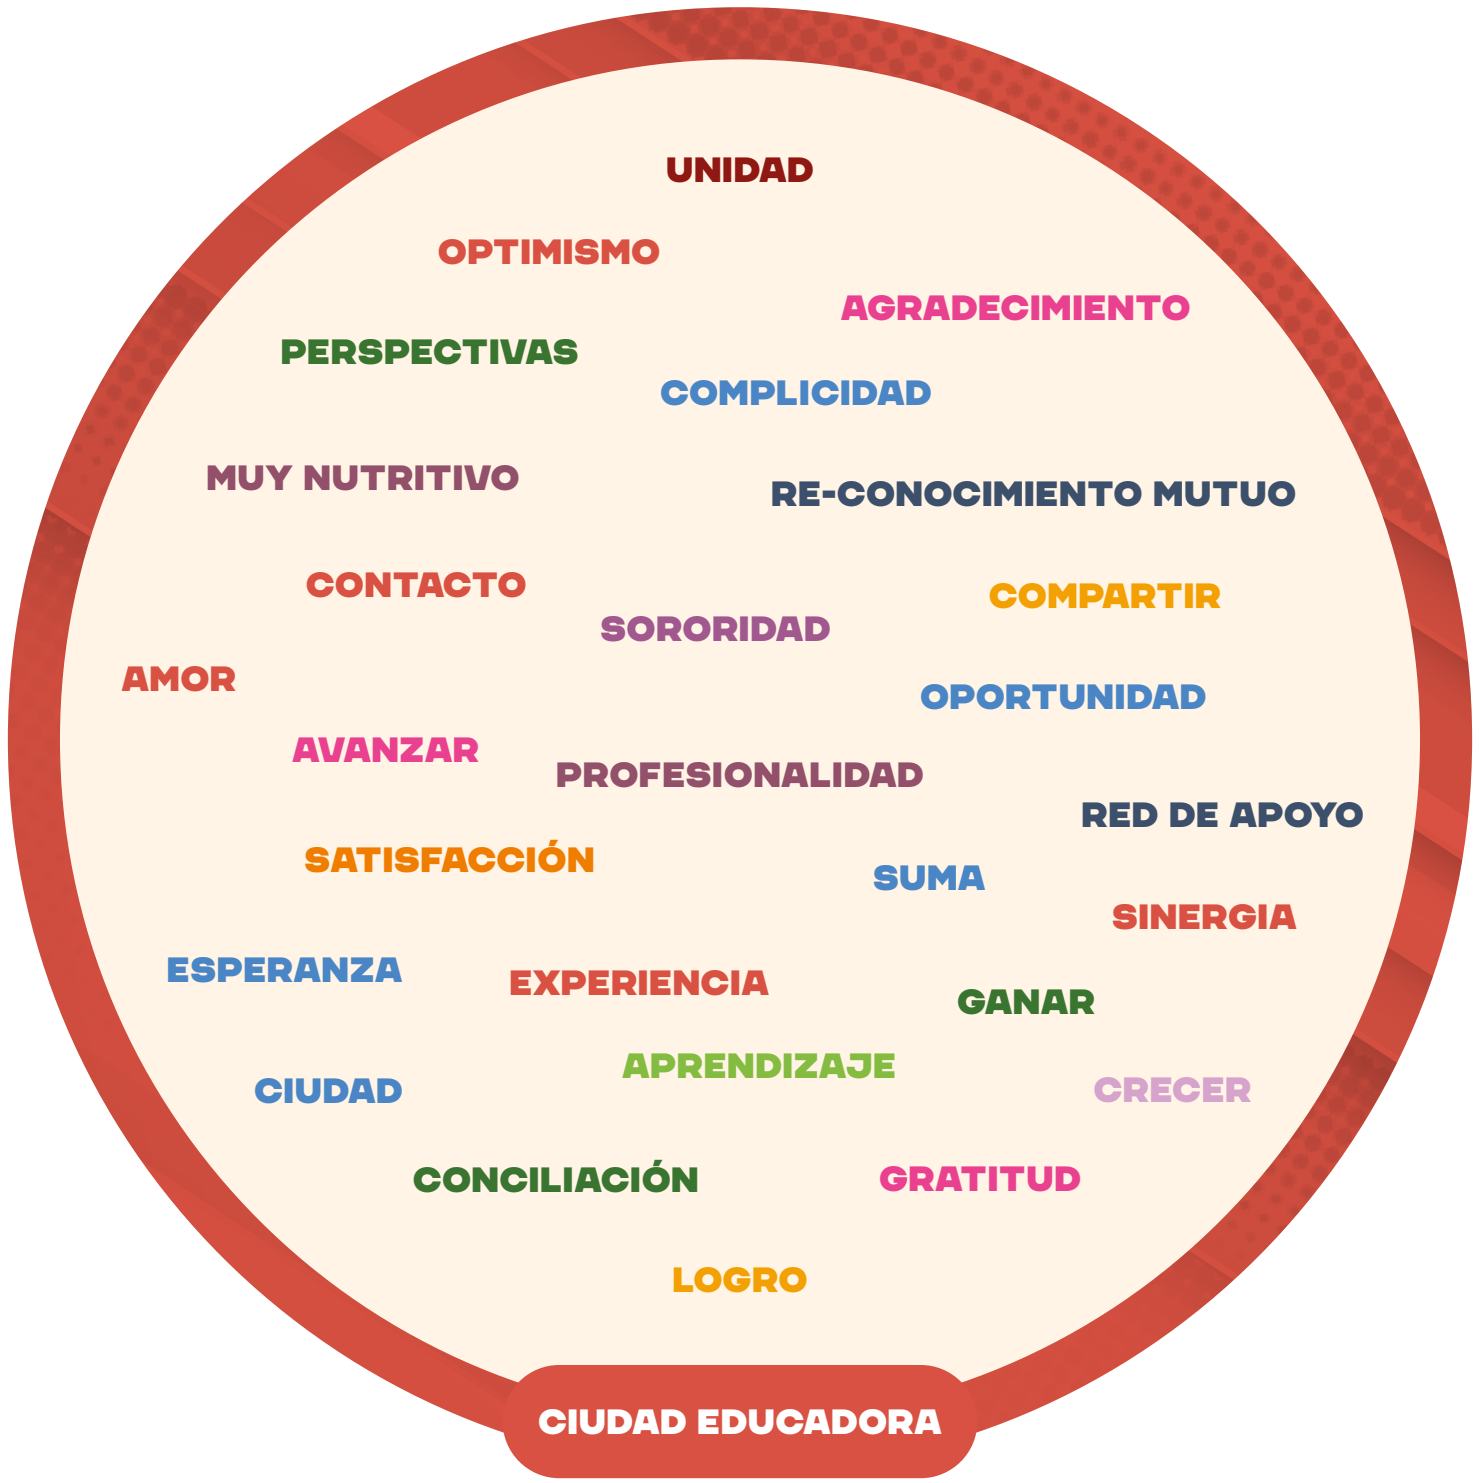 UNIDAD
OPTIMISMO
AGRADECIMIENTO
PERSPECTIVAS
COMPLICIDAD
MUY NUTRITIVO
RE-CONOCIMIENTO MUTUO
CONTACTO
COMPARTIR
SORORIDAD
AMOR
OPORTUNIDAD
AVANZAR
PROFESIONALIDAD
RED DE APOYO
SATISFACCIÓN
SUMA
SINERGIA
ESPERANZA
EXPERIENCIA
GANAR
APRENDIZAJE
CIUDAD
CRECER
CONCILIACIÓN
GRATITUD
LOGRO
CIUDAD EDUCADORA